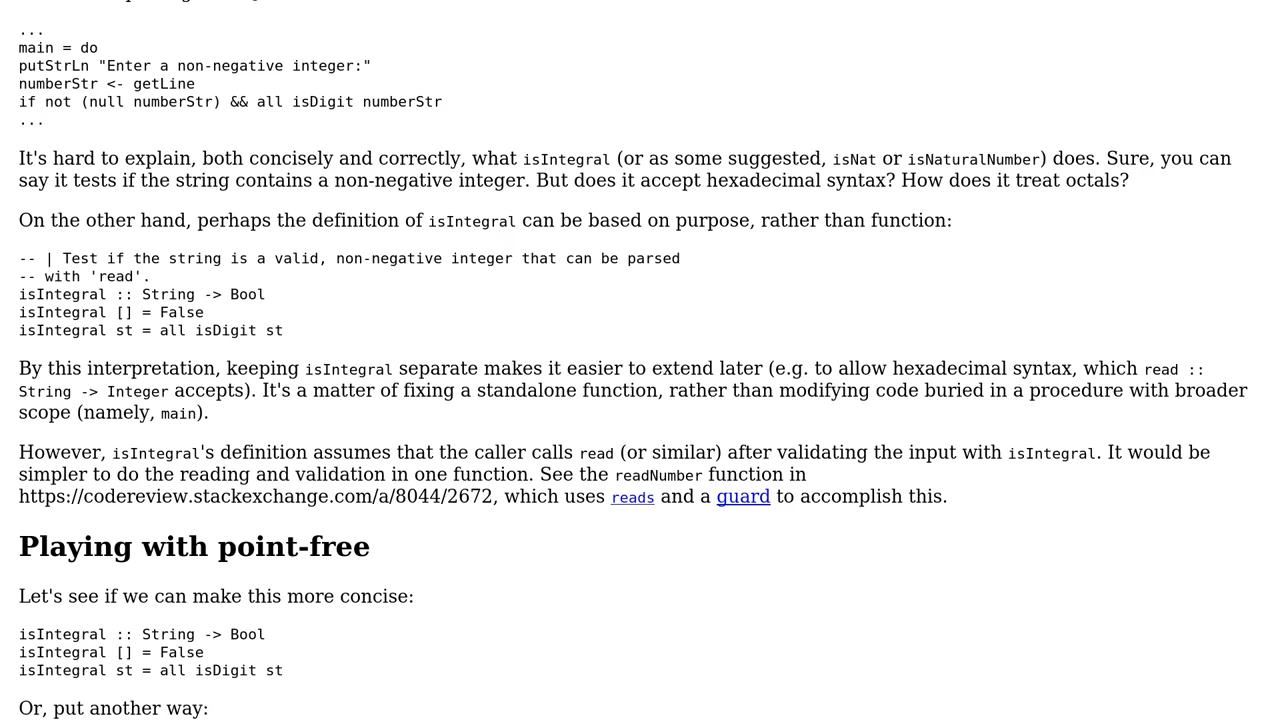 ...
main = do
putStrLn "Enter a non-negative integer:"
numberStr <- getLine
if not (null numberStr) && all isDigit numberStr
...
It's hard to explain, both concisely and correctly, what isIntegral (or as some suggested, isNat or isNaturalNumber) does. Sure, you can
say it tests if the string contains a non-negative integer. But does it accept hexadecimal syntax? How does it treat octals?
On the other hand, perhaps the definition of isIntegral can be based on purpose, rather than function:
-- | Test if the string is a valid, non-negative integer that can be parsed
-- with 'read'.
isIntegral :: String -> Bool
isIntegral [] = False
isIntegral st = all isDigit st
By this interpretation, keeping isIntegral separate makes it easier to extend later (e.g. to allow hexadecimal syntax, which read ::
String -> Integer accepts). It's a matter of fixing a standalone function, rather than modifying code buried in a procedure with broader
scope (namely, main).
However, isIntegral's definition assumes that the caller calls read (or similar) after validating the input with isIntegral. It would be
simpler to do the reading and validation in one function. See the readNumber function in
https://codereview.stackexchange.com/a/8044/2672, which uses reads and a guard to accomplish this.
Playing with point-free
Let's see if we can make this more concise:
isIntegral :: String -> Bool
isIntegral [] = False
isIntegral st = all isDigit st
Or, put another way: